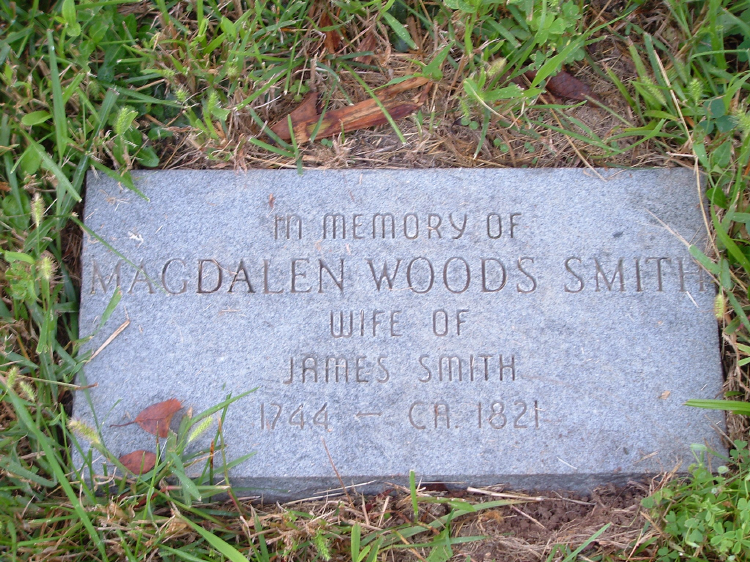 IN MEMORY OF
MAGDALEN WOODS SMITH
WIFE OF
JAMES SMITH
1744 - CA. 1821